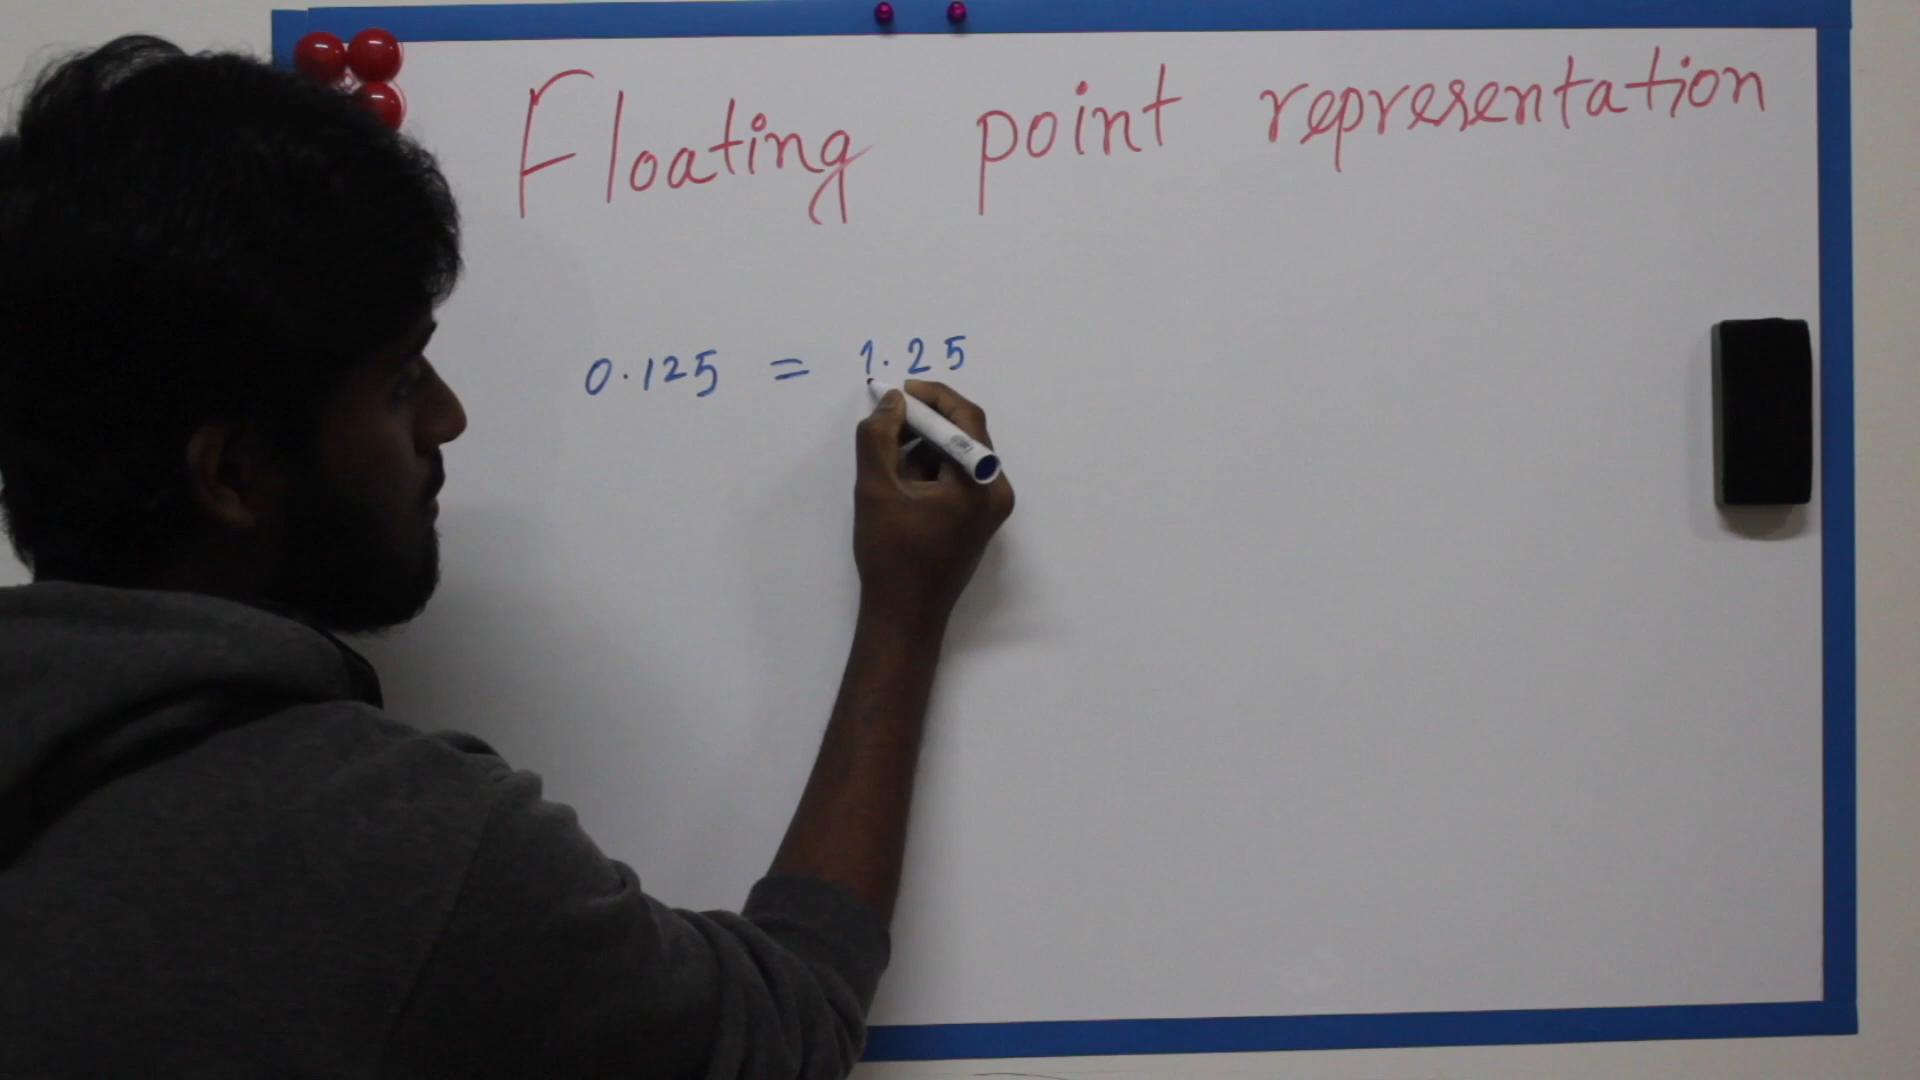 Floating point representation
0.125 = 1.25